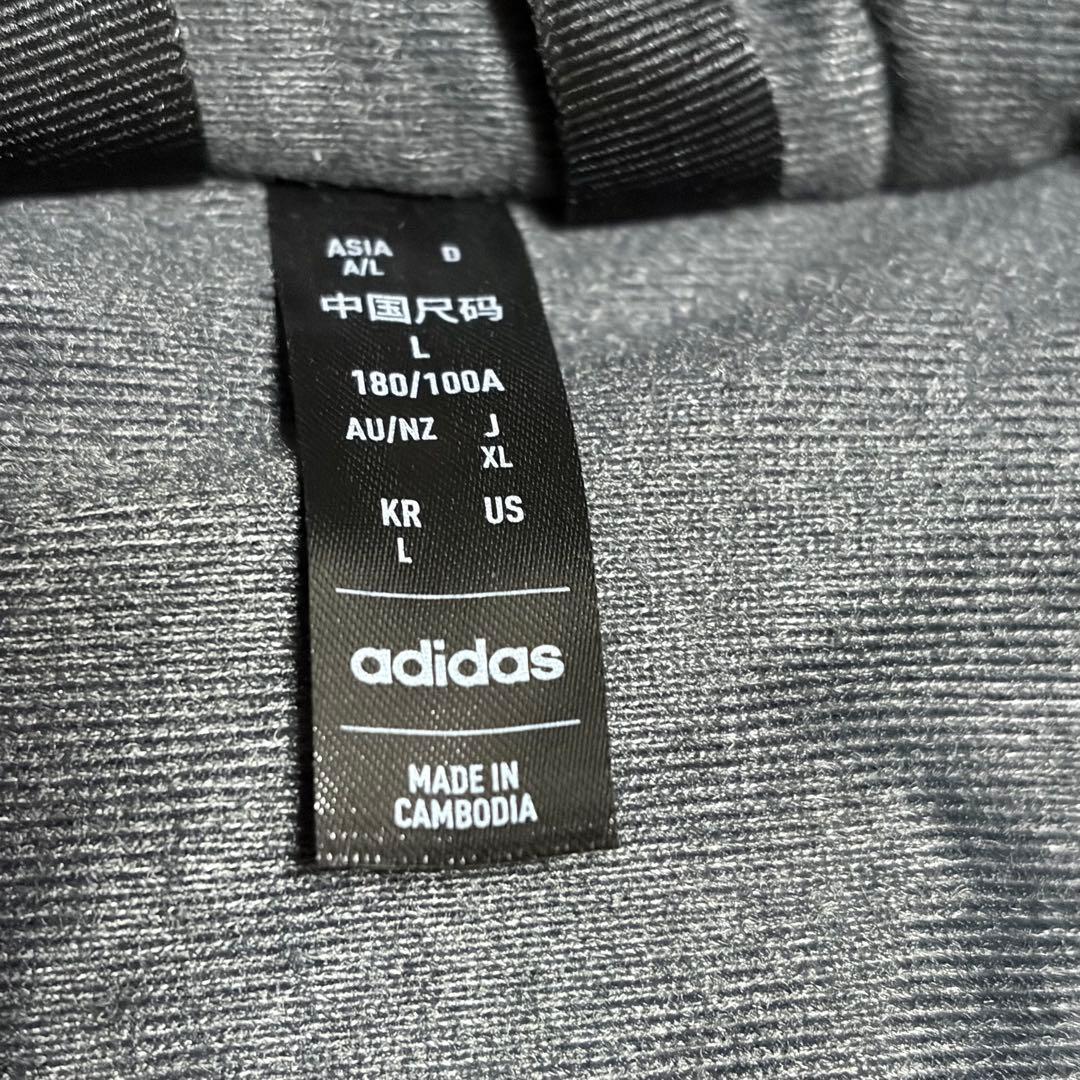 ASIA D
A/L
中国尺码
L
180/100A
AU/NZ J
XL
KR US
L
adidas
MADE IN
CAMBODIA